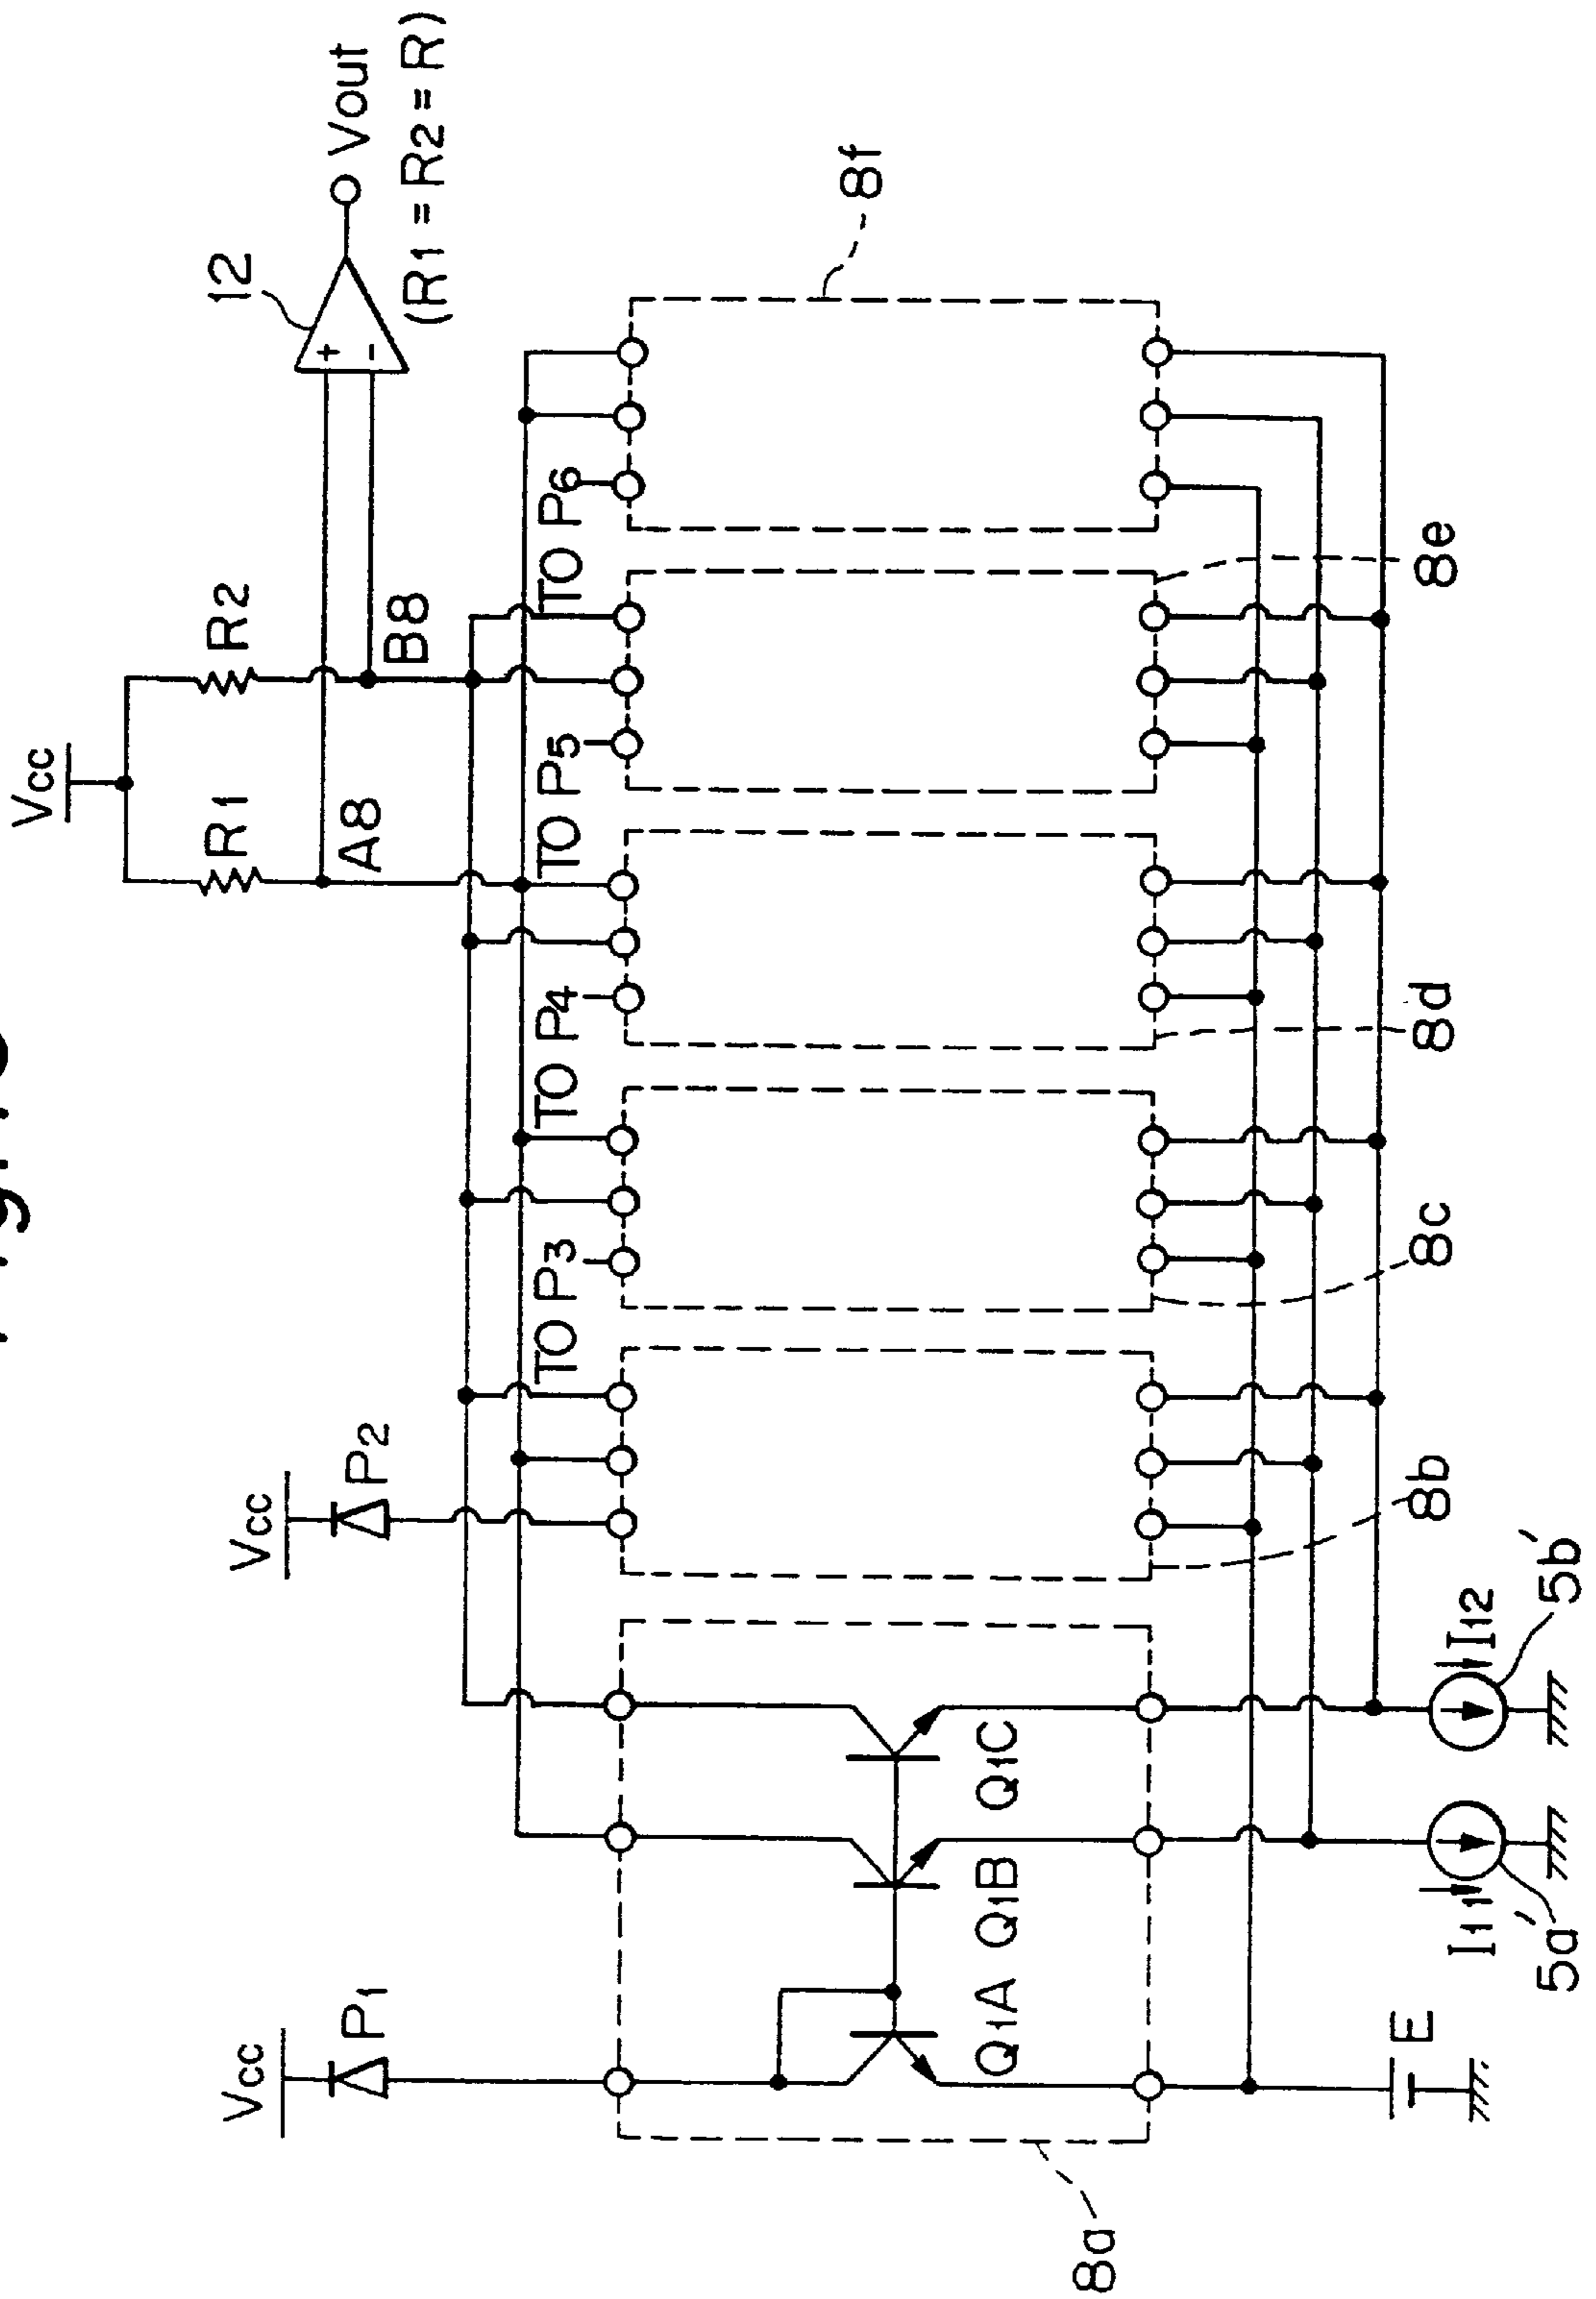 Vcc
R1
R2
12
+
-
Vout
(R1 = R2 = R)
A8
B8
Vcc
P1
Vcc
P2
TO P3
TO P4
TO P5
TO P6
8f
Q1A
Q1B
Q1C
8a
8b
8c
8d
8e
E
I11
5a'
I12
5b'